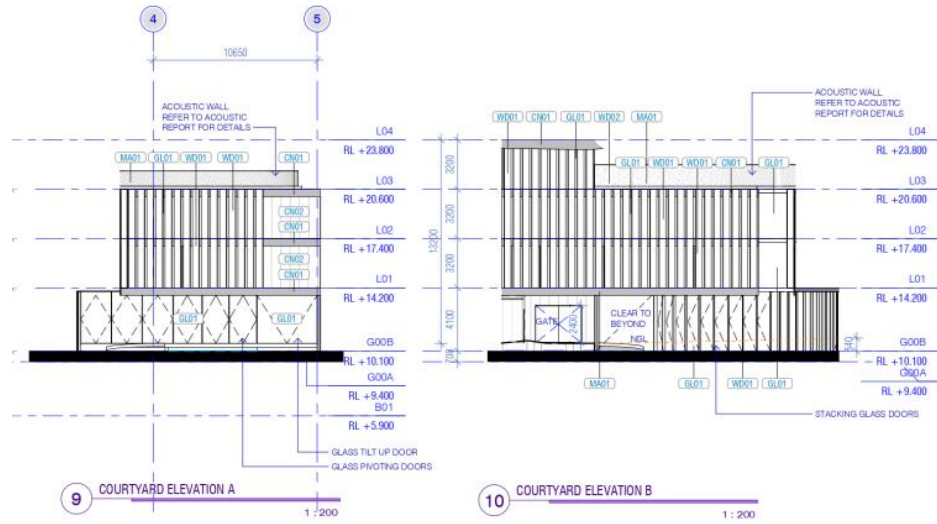 4
5
10650
ACOUSTIC WALL
REFER TO ACOUSTIC
REPORT FOR DETAILS
L04
RL +23.800
MA01
GL01
WD01
WD01
CN01
L03
RL +20.600
CN02
CN01
L02
RL +17.400
CN02
CN01
L01
RL +14.200
GL01
GL01
G00B
RL +10.100
G00A
RL +9.400
B01
RL +5.900
GLASS TILT UP DOOR
GLASS PIVOTING DOORS
9
COURTYARD ELEVATION A
1 : 200
3200
3200
3200
13200
4100
700
ACOUSTIC WALL
REFER TO ACOUSTIC
REPORT FOR DETAILS
WD01
CN01
GL01
WD02
MA01
L04
RL +23.800
GL01
WD01
WD01
CN01
GL01
L03
RL +20.600
L02
RL +17.400
L01
RL +14.200
GATE
2400
CLEAR TO
BEYOND
NGL
G00B
RL +10.100
G00A
RL +9.400
MA01
GL01
WD01
GL01
STACKING GLASS DOORS
10
COURTYARD ELEVATION B
1 : 200